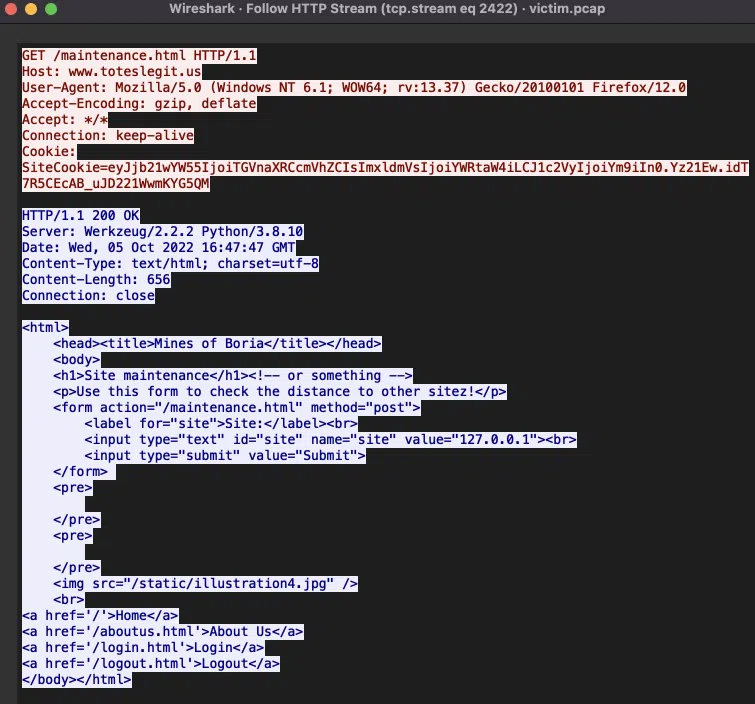 Wireshark · Follow HTTP Stream (tcp.stream eq 2422) · victim.pcap
GET /maintenance.html HTTP/1.1
Host: www.toteslegit.us
User-Agent: Mozilla/5.0 (Windows NT 6.1; WOW64; rv:13.37) Gecko/20100101 Firefox/12.0
Accept-Encoding: gzip, deflate
Accept: */*
Connection: keep-alive
Cookie:
SiteCookie=eyJjb21wYW55IjoiTGVnaXRCcmVhZCIsImxldmVsIjoiYWRtaW4iLCJ1c2VyIjoiYm9iIn0.Yz21Ew.idT
7R5CEcAB_uJD221WwmKYG5QM
HTTP/1.1 200 OK
Server: Werkzeug/2.2.2 Python/3.8.10
Date: Wed, 05 Oct 2022 16:47:47 GMT
Content-Type: text/html; charset=utf-8
Content-Length: 656
Connection: close
<html>
<head><title>Mines of Boria</title></head>
<body>
<h1>Site maintenance</h1><!-- or something -->
<p>Use this form to check the distance to other sitez!</p>
<form action="/maintenance.html" method="post">
<label for="site">Site:</label><br>
<input type="text" id="site" name="site" value="127.0.0.1"><br>
<input type="submit" value="Submit">
</form>
<pre>
</pre>
<pre>
</pre>
<img src="/static/illustration4.jpg" />
<br>
<a href='/'>Home</a>
<a href='/aboutus.html'>About Us</a>
<a href='/login.html'>Login</a>
<a href='/logout.html'>Logout</a>
</body></html>